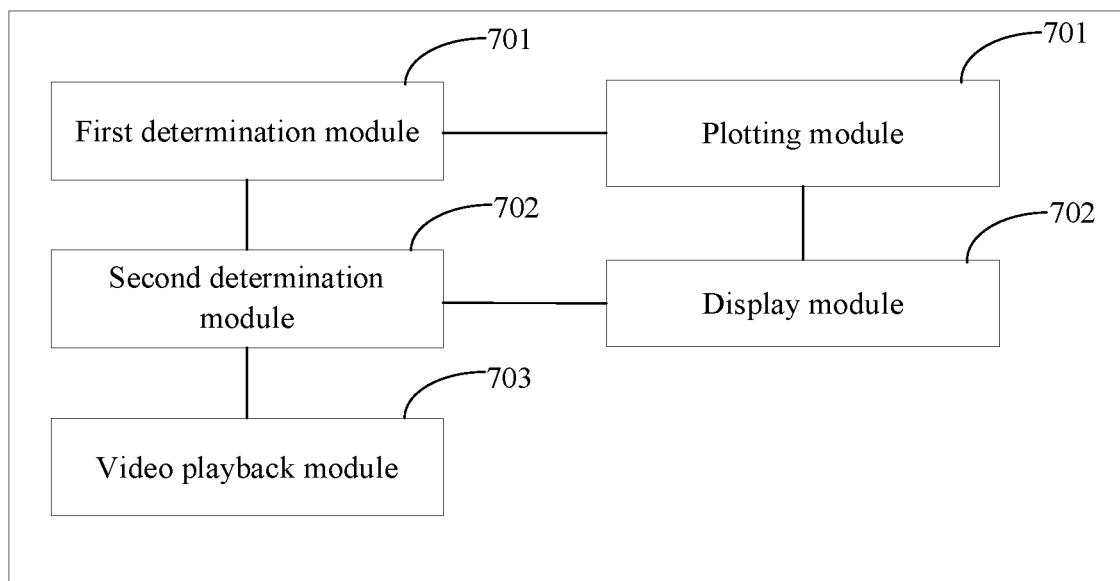 701
First determination module
701
Plotting module
702
Second determination
module
702
Display module
703
Video playback module